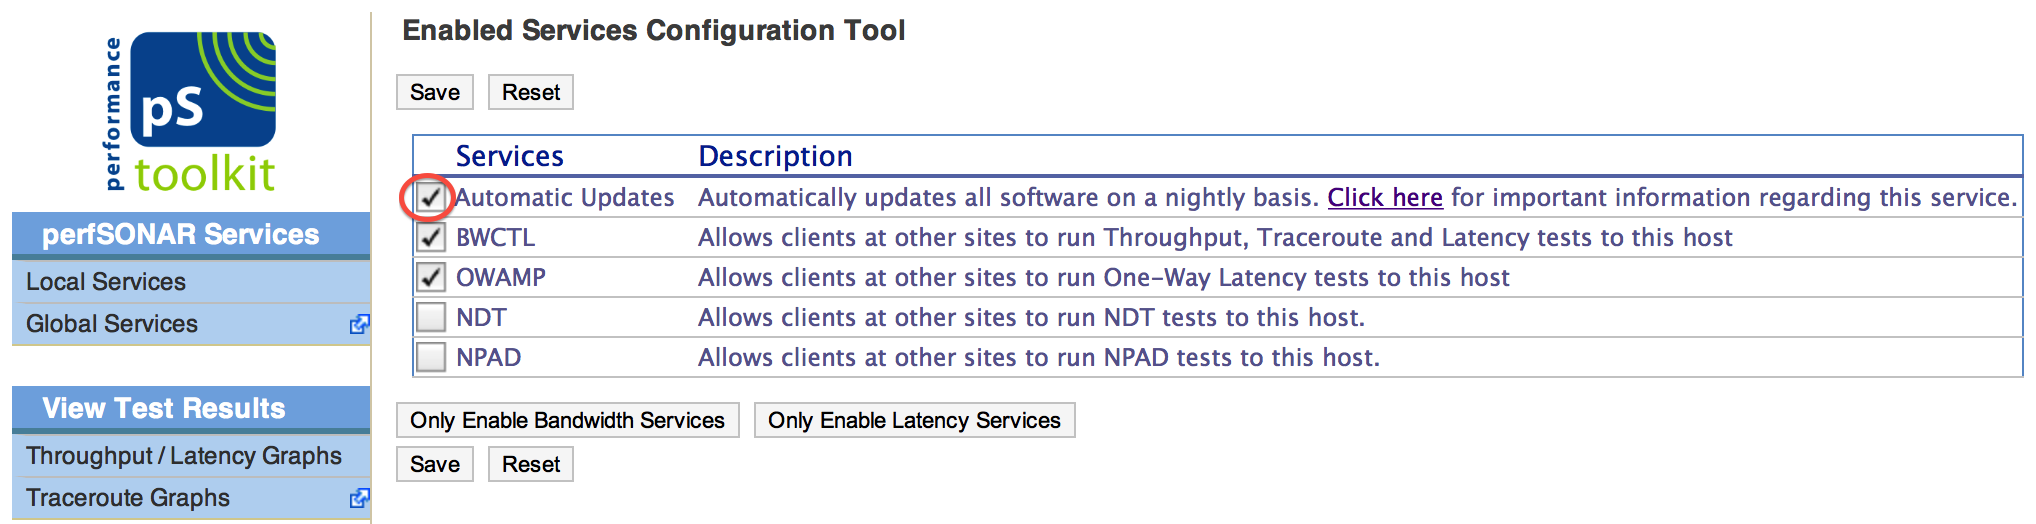 performance
pS
toolkit
perfSONAR Services
Local Services
Global Services
View Test Results
Throughput / Latency Graphs
Traceroute Graphs
Enabled Services Configuration Tool
Save Reset
Services Description
Automatic Updates Automatically updates all software on a nightly basis. Click here for important information regarding this service.
BWCTL Allows clients at other sites to run Throughput, Traceroute and Latency tests to this host
OWAMP Allows clients at other sites to run One-Way Latency tests to this host
NDT Allows clients at other sites to run NDT tests to this host.
NPAD Allows clients at other sites to run NPAD tests to this host.
Only Enable Bandwidth Services Only Enable Latency Services
Save Reset